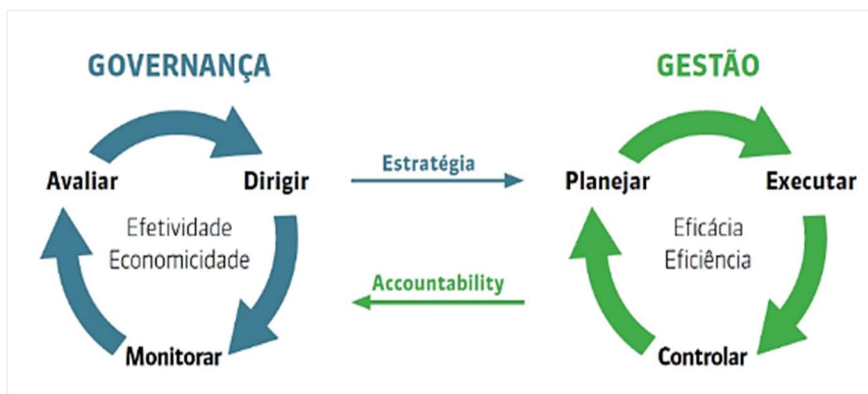 GOVERNANÇA
GESTÃO
Avaliar
Dirigir
Estratégia
Planejar
Executar
Efetividade
Economicidade
Eficácia
Eficiência
Accountability
Monitorar
Controlar